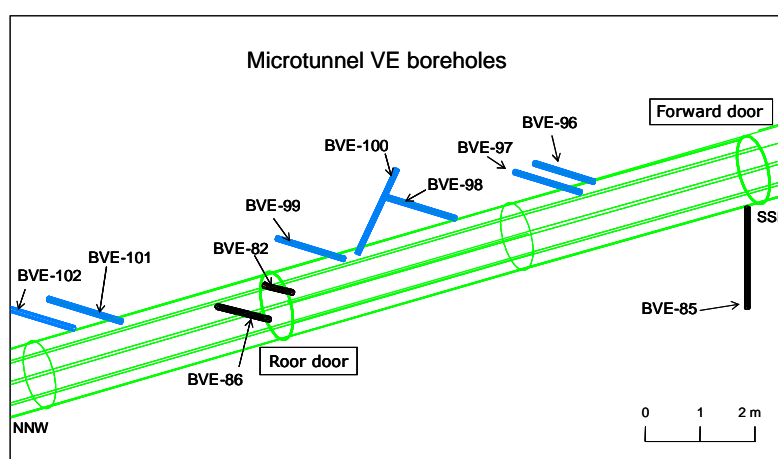 Microtunnel VE boreholes
Forward door
BVE-96
BVE-100
BVE-97
BVE-98
BVE-99
SS
BVE-82
BVE-101
BVE-102
BVE-85
Roor door
BVE-86
NNW
0 1 2 m